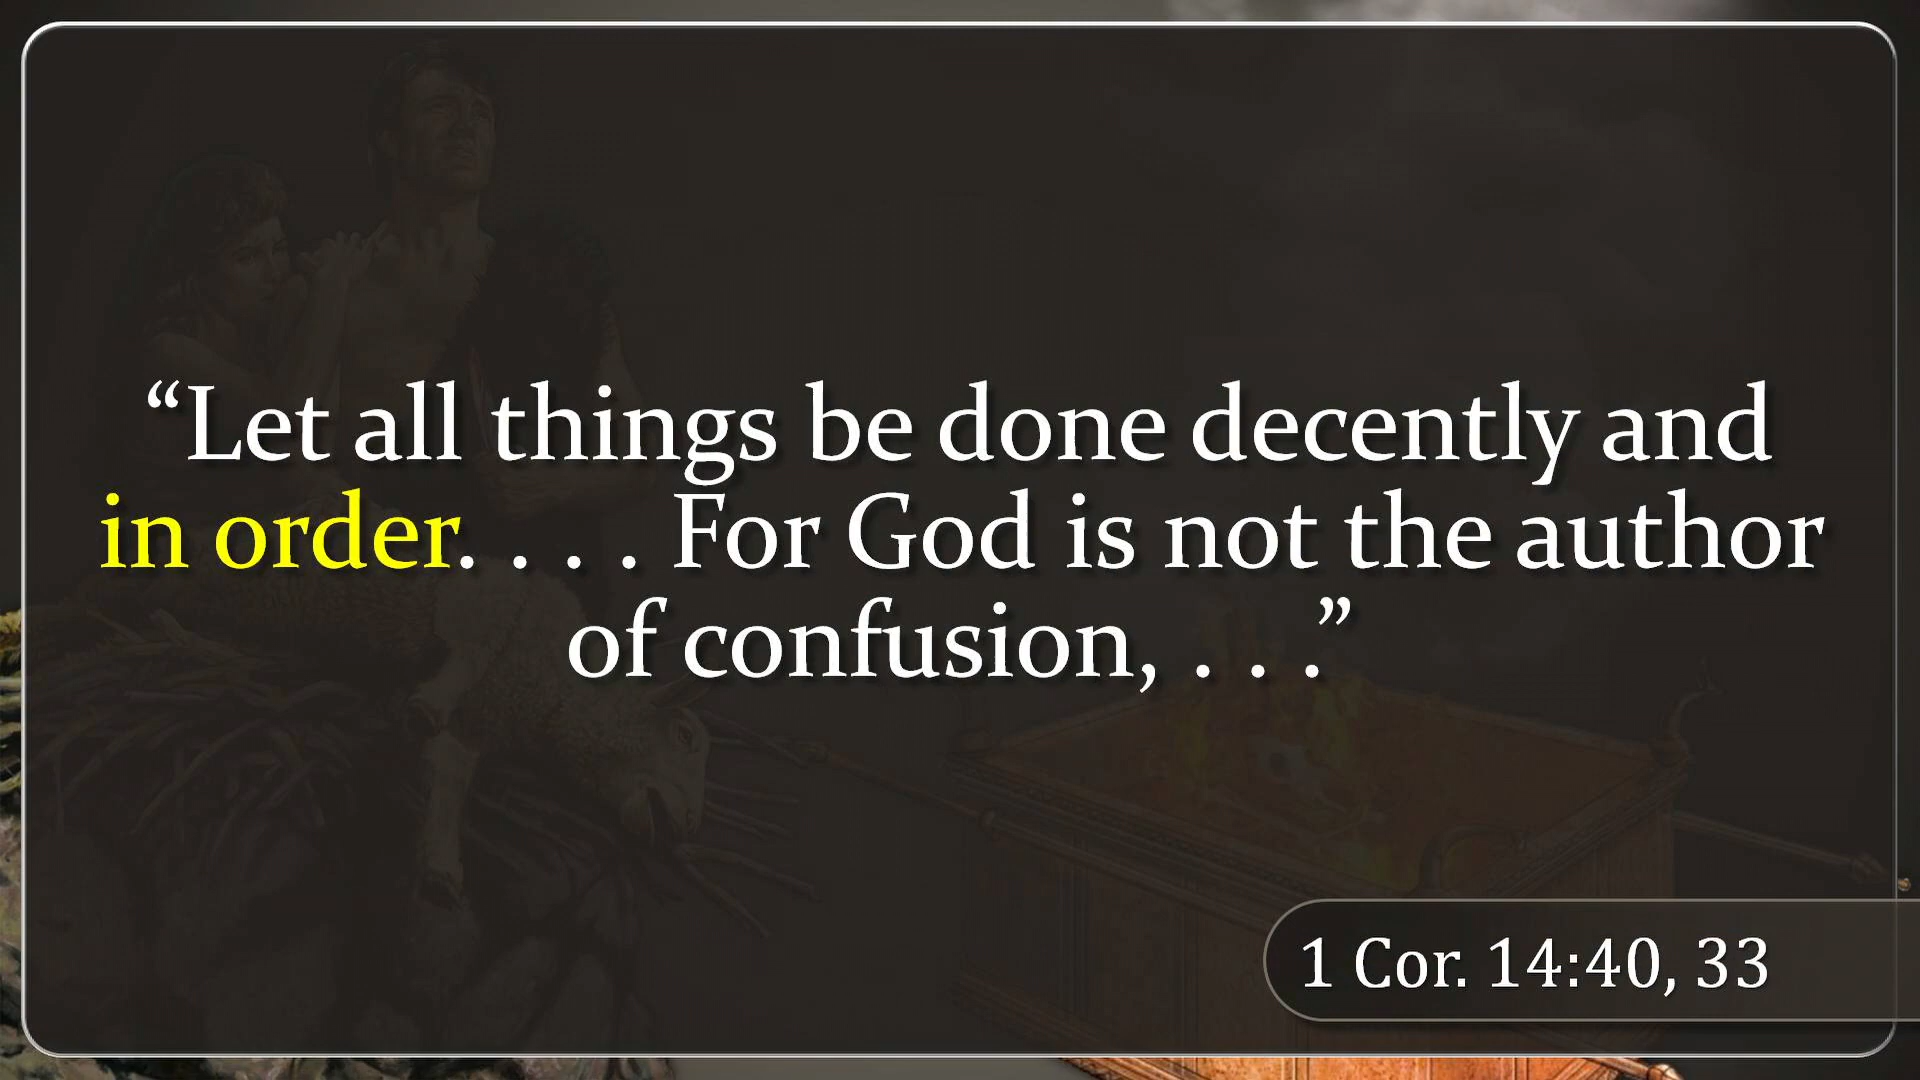 “Let all things be done decently and
in order. . . . For God is not the author
of confusion, . . .”
1 Cor. 14:40, 33